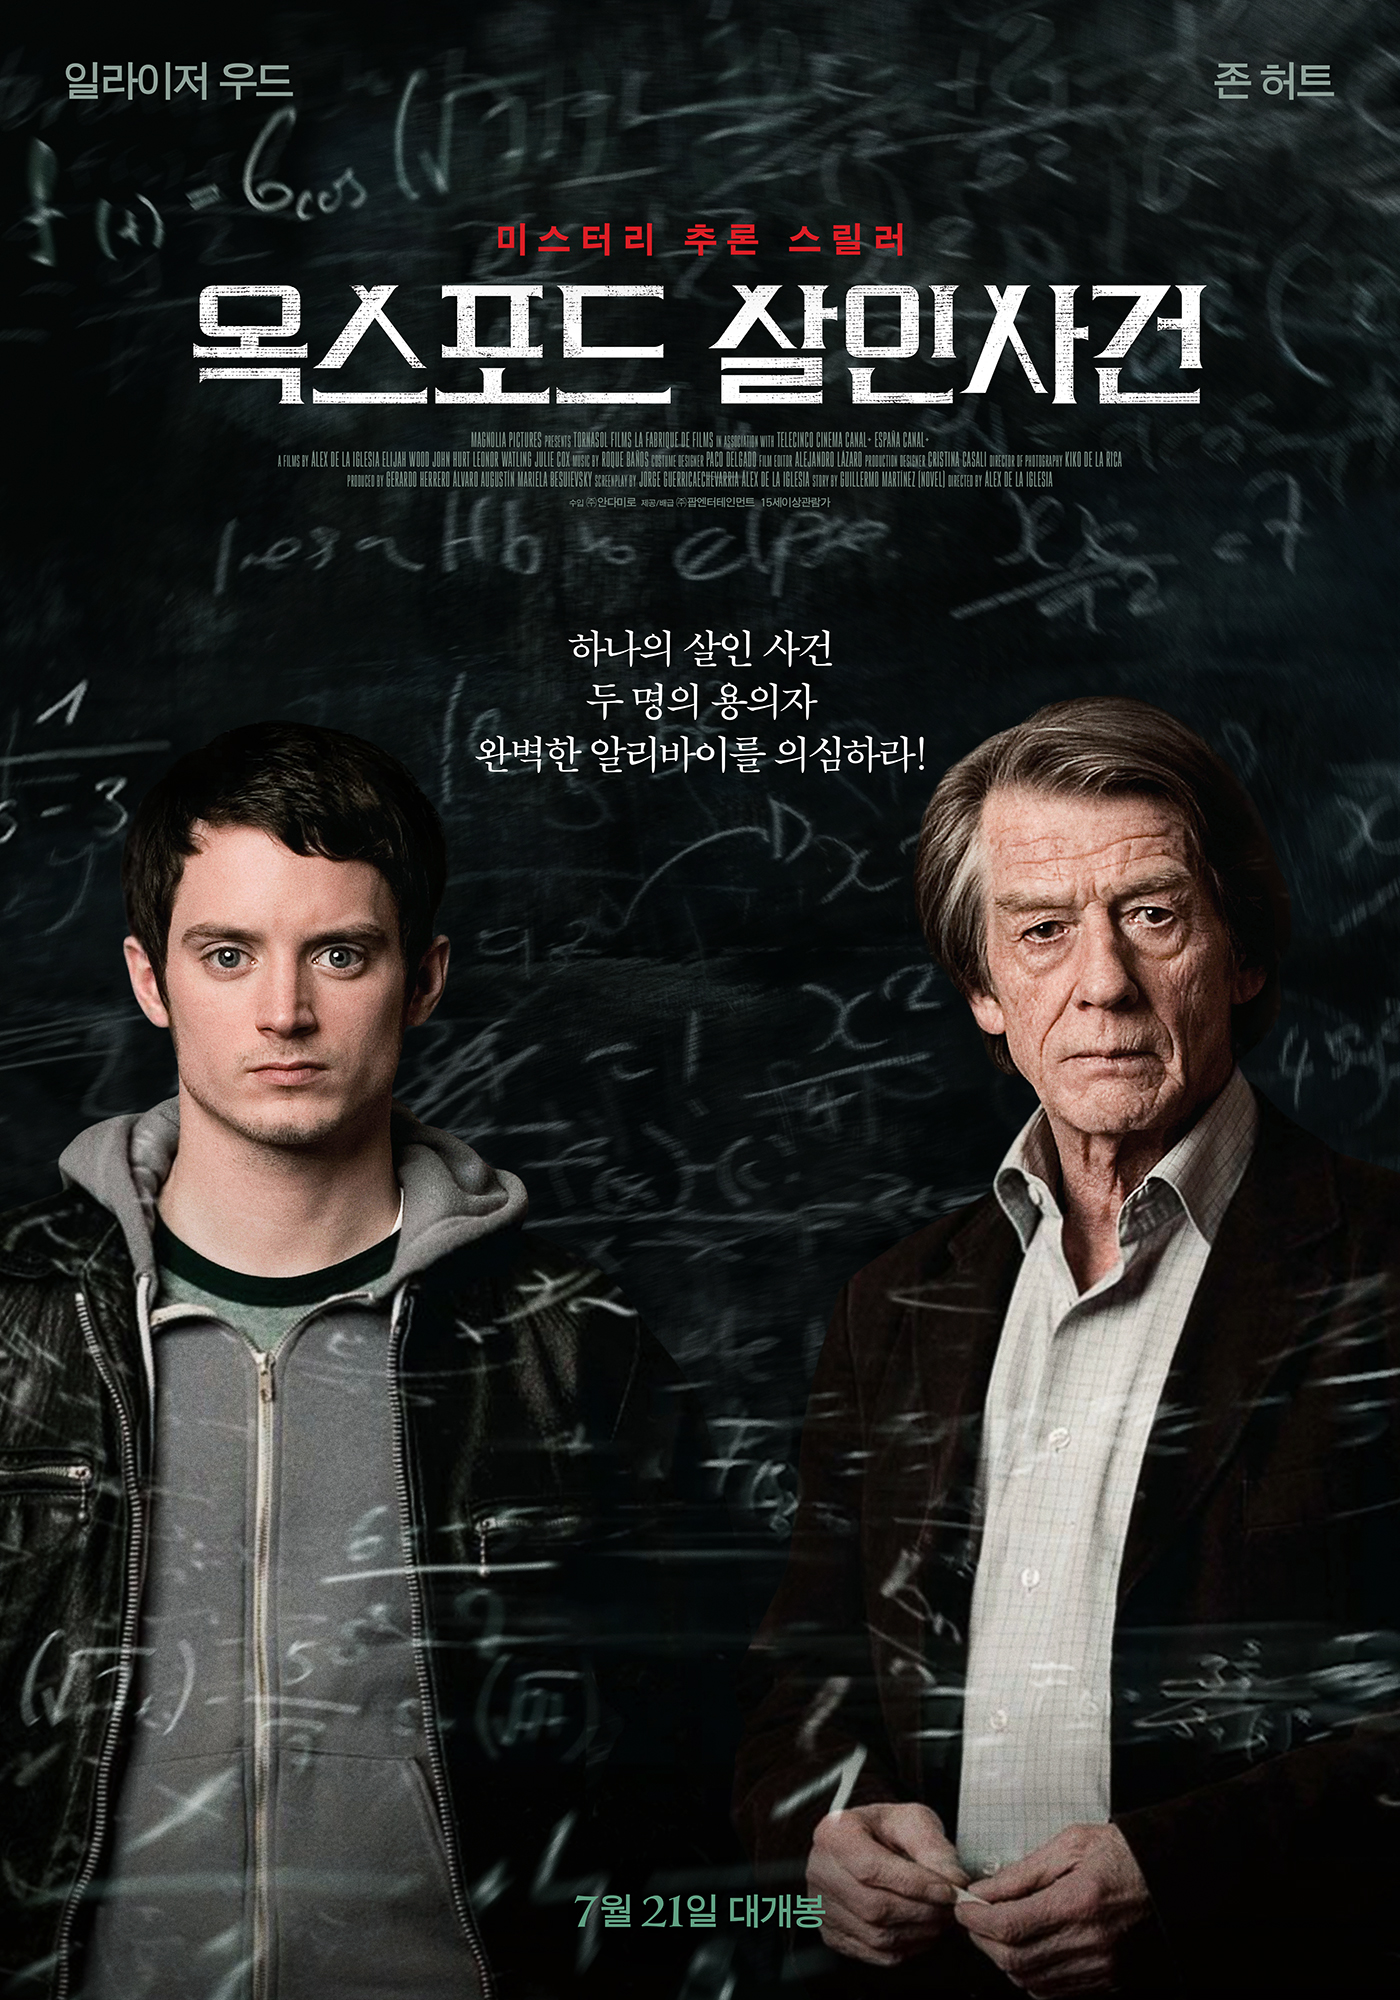 일라이저 우드
존 허트
미스터리 추론 스릴러
옥스포드 살인사건
MAGNOLIA PICTURES PRESENTS TORNASOL FILMS LA FABRIQUE DE FILMS IN ASSOCIATION WITH TELECINCO CINEMA CANAL+ ESPAÑA CANAL+
A FILMS BY ALEX DE LA IGLESIA ELIJAH WOOD JOHN HURT LEONOR WATLING JULIE COX MUSIC BY ROQUE BAÑOS COSTUME DESIGNER PACO DELGADO FILM EDITOR ALEJANDRO LAZARO PRODUCTION DESIGNER CRISTINA CASALI DIRECTOR OF PHOTOGRAPHY KIKO DE LA RICA
PRODUCED BY GERARDO HERRERO ALVARO AUGUSTIN MARIELA BESUIEVSKY SCREENPLAY BY JORGE GUERRICAECHEVARRIA ALEX DE LA IGLESIA STORY BY GUILLERMO MARTINEZ (NOVEL) DIRECTED BY ALEX DE LA IGLESIA
수입 ㈜안다미로 제공/배급 ㈜팝엔터테인먼트 15세이상관람가
하나의 살인 사건
두 명의 용의자
완벽한 알리바이를 의심하라!
7월 21일 대개봉